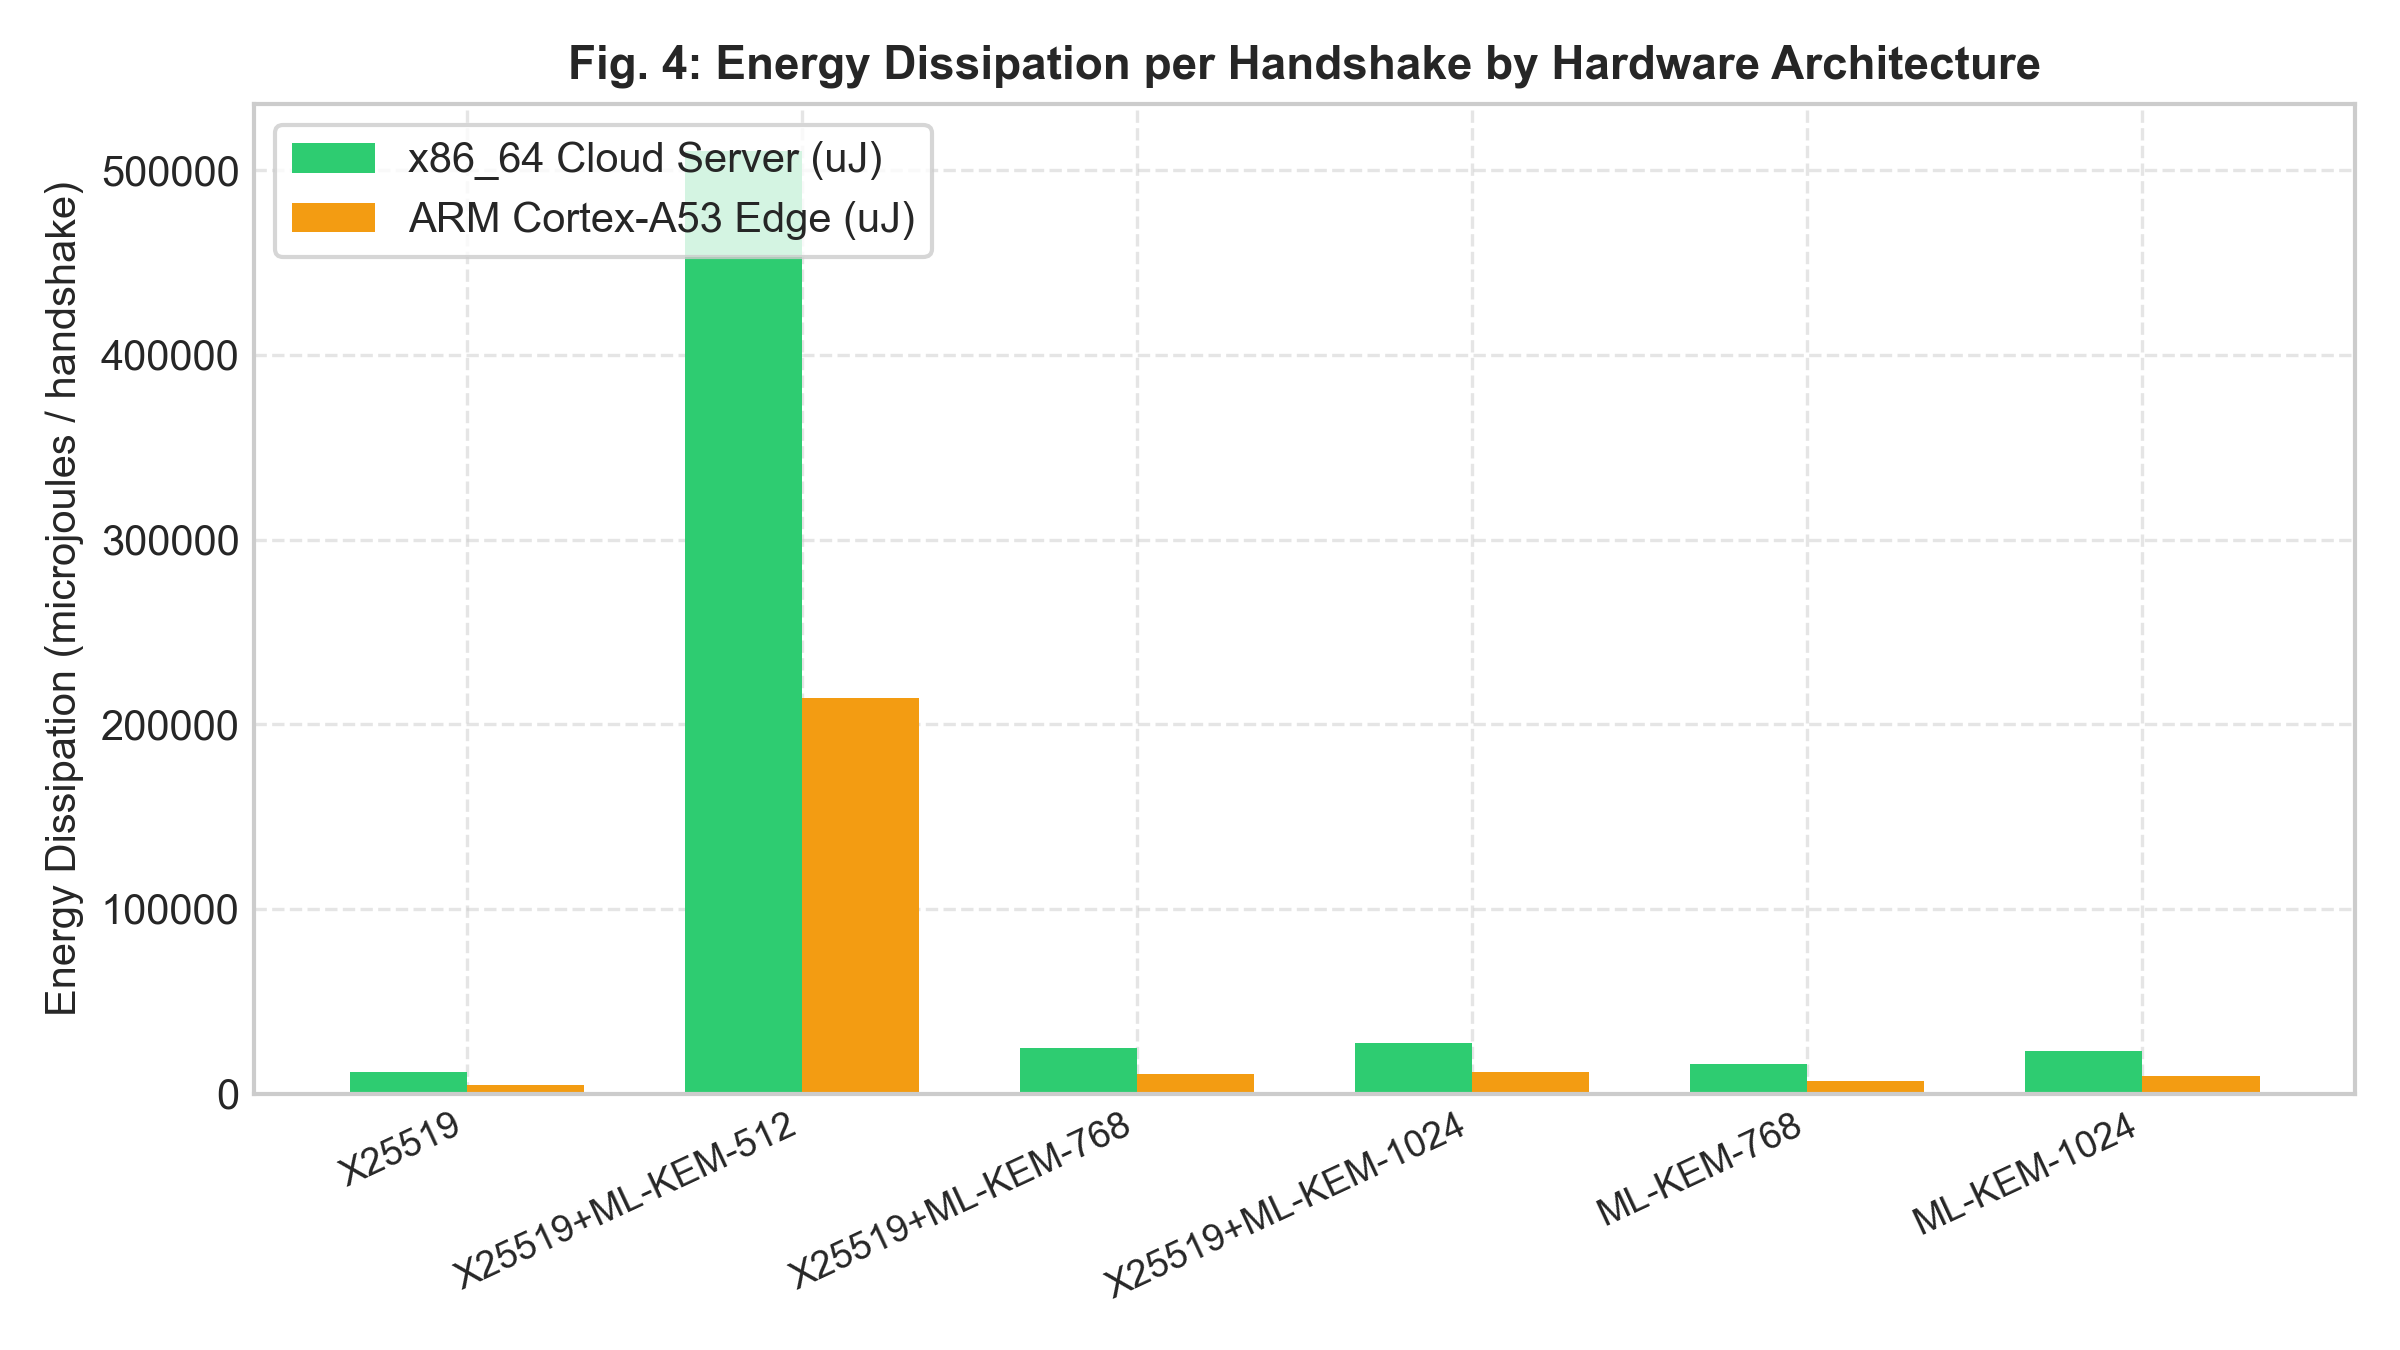 Fig. 4: Energy Dissipation per Handshake by Hardware Architecture
x86_64 Cloud Server (uJ)
ARM Cortex-A53 Edge (uJ)
Energy Dissipation (microjoules / handshake)
500000
400000
300000
200000
100000
0
X25519
X25519+ML-KEM-512
X25519+ML-KEM-768
X25519+ML-KEM-1024
ML-KEM-768
ML-KEM-1024